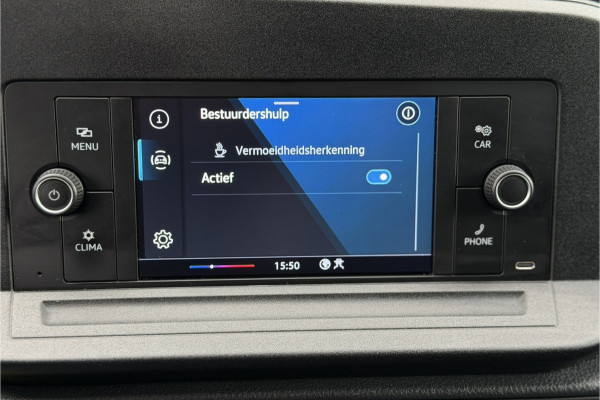 MENU
CLIMA
Bestuurdershulp
Vermoeidheidsherkenning
Actief
15:50
CAR
PHONE